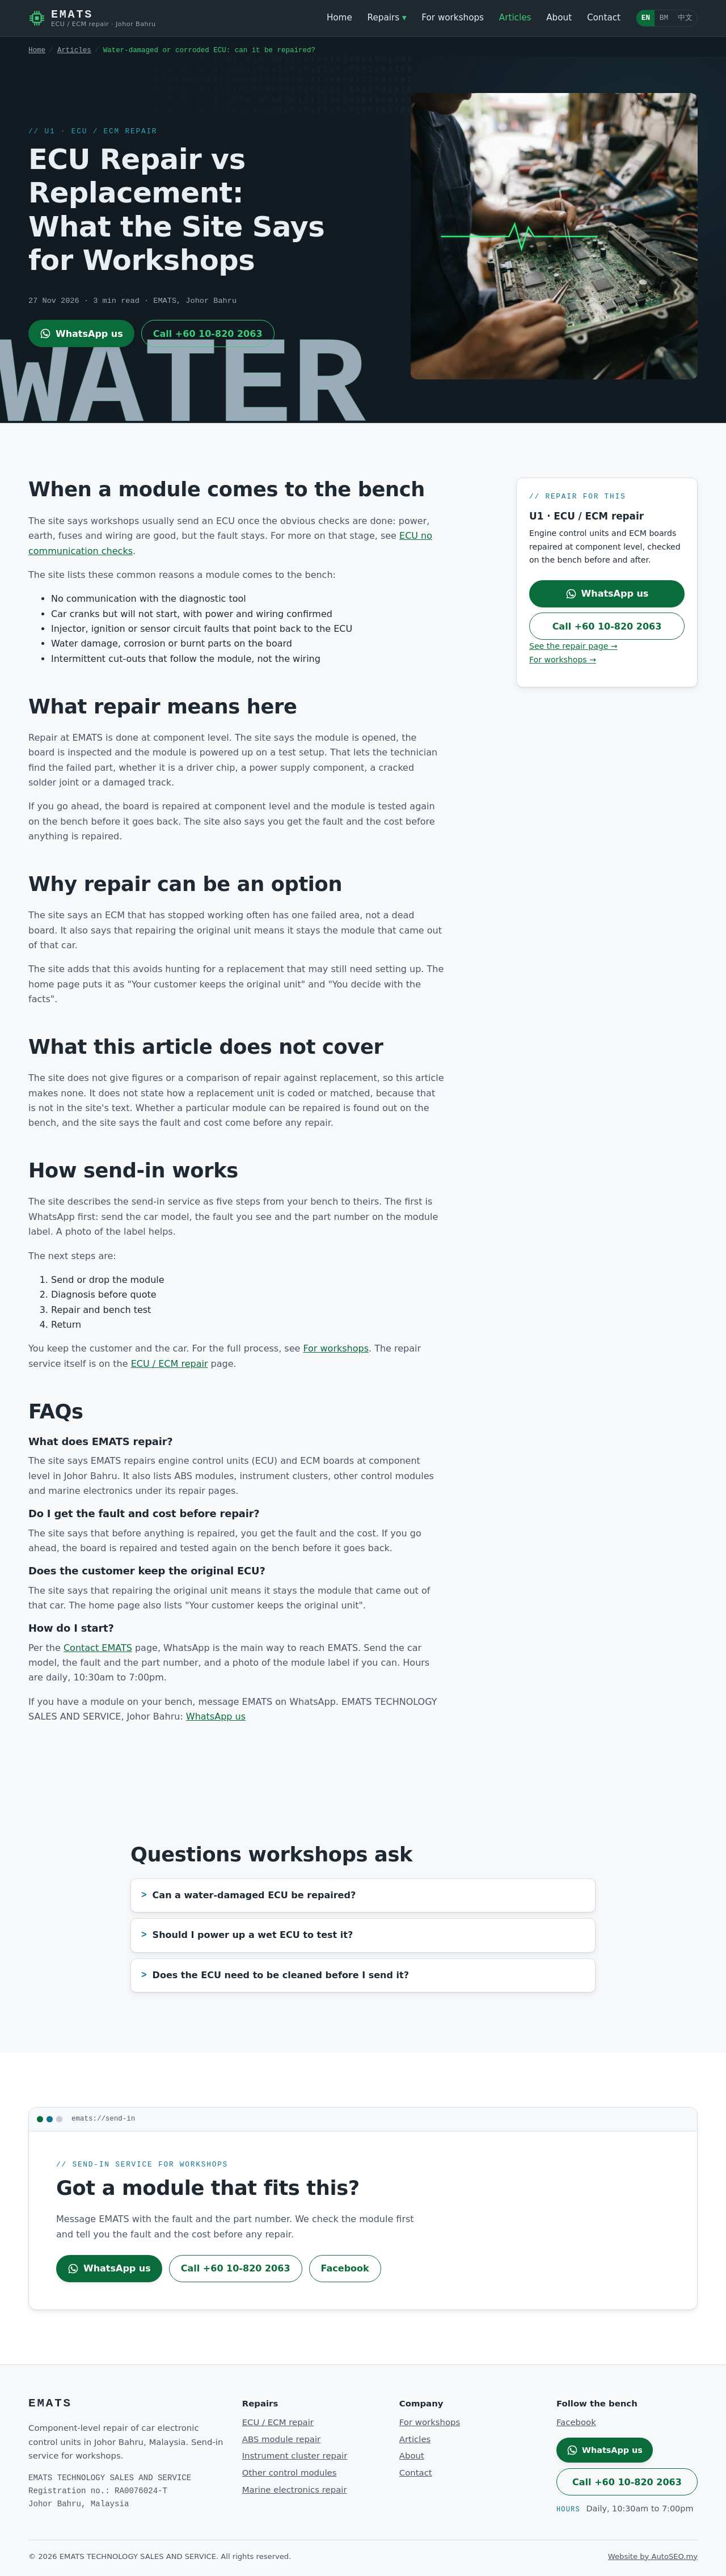 EMATS
ECU / ECM repair · Johor Bahru
Home
Repairs ▾
For workshops
Articles
About
Contact
EN
BM
中文
Home / Articles / Water-damaged or corroded ECU: can it be repaired?
// U1 · ECU / ECM REPAIR
ECU Repair vs
Replacement:
What the Site Says
for Workshops
27 Nov 2026 · 3 min read · EMATS, Johor Bahru
WhatsApp us
Call +60 10-820 2063
WATER
When a module comes to the bench
The site says workshops usually send an ECU once the obvious checks are done: power,
earth, fuses and wiring are good, but the fault stays. For more on that stage, see ECU no
communication checks.
The site lists these common reasons a module comes to the bench:
• No communication with the diagnostic tool
• Car cranks but will not start, with power and wiring confirmed
• Injector, ignition or sensor circuit faults that point back to the ECU
• Water damage, corrosion or burnt parts on the board
• Intermittent cut-outs that follow the module, not the wiring
// REPAIR FOR THIS
U1 · ECU / ECM repair
Engine control units and ECM boards
repaired at component level, checked
on the bench before and after.
WhatsApp us
Call +60 10-820 2063
See the repair page →
For workshops →
What repair means here
Repair at EMATS is done at component level. The site says the module is opened, the
board is inspected and the module is powered up on a test setup. That lets the technician
find the failed part, whether it is a driver chip, a power supply component, a cracked
solder joint or a damaged track.
If you go ahead, the board is repaired at component level and the module is tested again
on the bench before it goes back. The site also says you get the fault and the cost before
anything is repaired.
Why repair can be an option
The site says an ECM that has stopped working often has one failed area, not a dead
board. It also says that repairing the original unit means it stays the module that came out
of that car.
The site adds that this avoids hunting for a replacement that may still need setting up. The
home page puts it as "Your customer keeps the original unit" and "You decide with the
facts".
What this article does not cover
The site does not give figures or a comparison of repair against replacement, so this article
makes none. It does not state how a replacement unit is coded or matched, because that
is not in the site's text. Whether a particular module can be repaired is found out on the
bench, and the site says the fault and cost come before any repair.
How send-in works
The site describes the send-in service as five steps from your bench to theirs. The first is
WhatsApp first: send the car model, the fault you see and the part number on the module
label. A photo of the label helps.
The next steps are:
1. Send or drop the module
2. Diagnosis before quote
3. Repair and bench test
4. Return
You keep the customer and the car. For the full process, see For workshops. The repair
service itself is on the ECU / ECM repair page.
FAQs
What does EMATS repair?
The site says EMATS repairs engine control units (ECU) and ECM boards at component
level in Johor Bahru. It also lists ABS modules, instrument clusters, other control modules
and marine electronics under its repair pages.
Do I get the fault and cost before repair?
The site says that before anything is repaired, you get the fault and the cost. If you go
ahead, the board is repaired and tested again on the bench before it goes back.
Does the customer keep the original ECU?
The site says that repairing the original unit means it stays the module that came out of
that car. The home page also lists "Your customer keeps the original unit".
How do I start?
Per the Contact EMATS page, WhatsApp is the main way to reach EMATS. Send the car
model, the fault and the part number, and a photo of the module label if you can. Hours
are daily, 10:30am to 7:00pm.
If you have a module on your bench, message EMATS on WhatsApp. EMATS TECHNOLOGY
SALES AND SERVICE, Johor Bahru: WhatsApp us
Questions workshops ask
> Can a water-damaged ECU be repaired?
> Should I power up a wet ECU to test it?
> Does the ECU need to be cleaned before I send it?
emats://send-in
// SEND-IN SERVICE FOR WORKSHOPS
Got a module that fits this?
Message EMATS with the fault and the part number. We check the module first
and tell you the fault and the cost before any repair.
WhatsApp us
Call +60 10-820 2063
Facebook
EMATS
Component-level repair of car electronic
control units in Johor Bahru, Malaysia. Send-in
service for workshops.
EMATS TECHNOLOGY SALES AND SERVICE
Registration no.: RA0076024-T
Johor Bahru, Malaysia
Repairs
ECU / ECM repair
ABS module repair
Instrument cluster repair
Other control modules
Marine electronics repair
Company
For workshops
Articles
About
Contact
Follow the bench
Facebook
WhatsApp us
Call +60 10-820 2063
HOURS Daily, 10:30am to 7:00pm
© 2026 EMATS TECHNOLOGY SALES AND SERVICE. All rights reserved.
Website by AutoSEO.my